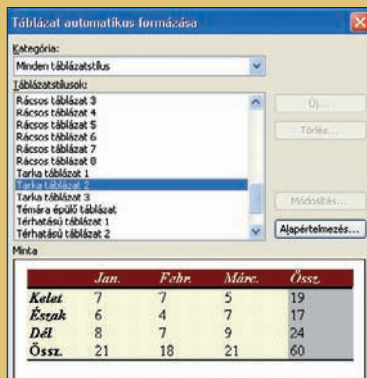 Táblázat automatikus formázása
Kategória:
Minden táblázatstílus
Táblázatstílusok:
Rácsos táblázat 3
Rácsos táblázat 4
Rácsos táblázat 5
Rácsos táblázat 6
Rácsos táblázat 7
Rácsos táblázat 8
Tarka táblázat 1
Tarka táblázat 2
Tarka táblázat 3
Témára épülő táblázat
Térhatású táblázat 1
Térhatású táblázat 2
Új...
Törlés...
Módosítás...
Alapértelmezés...
Minta
Jan. Febr. Márc. Össz.
Kelet 7 7 5 19
Észak 6 4 7 17
Dél 8 7 9 24
Össz. 21 18 21 60